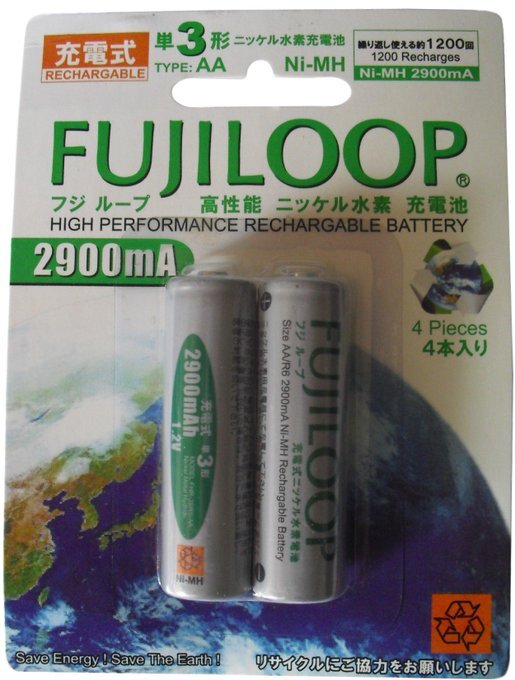 充電式
RECHARGABLE
単3形 ニッケル水素充電池
TYPE: AA Ni-MH
繰り返し使える約1200回
1200 Recharges
Ni-MH 2900mA
FUJILOOP®
フジ ループ 高性能 ニッケル水素 充電池
HIGH PERFORMANCE RECHARGABLE BATTERY
2900mA
4 Pieces
4本入り
充電式 単3形
2900mAh
1.2V
Ni-MH
FUJILOOP
フジ ループ 充電式ニッケル水素充電池
Size AA/R6 2900mA Ni-MH Rechargable Battery
Save Energy ! Save The Earth !
リサイクルにご協力をお願いします